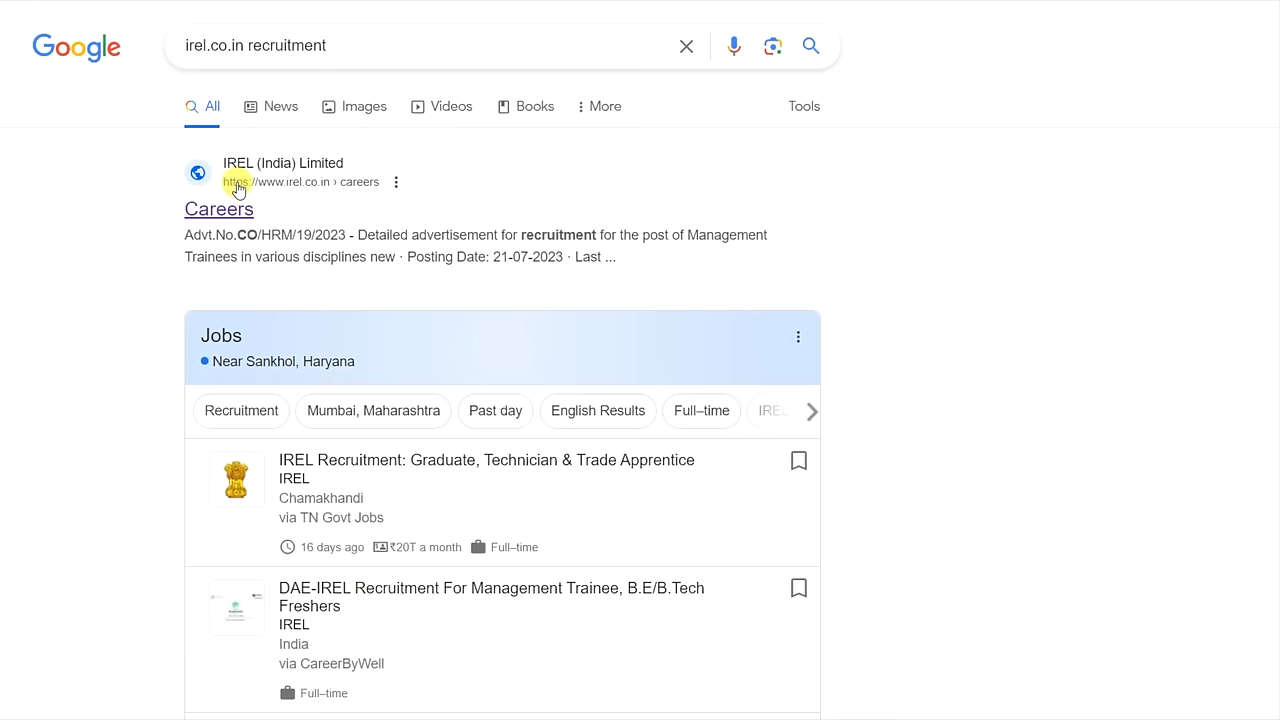 Google
irel.co.in recruitment
All
News
Images
Videos
Books
More
Tools
IREL (India) Limited
https://www.irel.co.in › careers
Careers
Advt.No.CO/HRM/19/2023 - Detailed advertisement for recruitment for the post of Management
Trainees in various disciplines new · Posting Date: 21-07-2023 · Last ...
Jobs
Near Sankhol, Haryana
Recruitment
Mumbai, Maharashtra
Past day
English Results
Full–time
IREL Recruitment: Graduate, Technician & Trade Apprentice
IREL
Chamakhandi
via TN Govt Jobs
16 days ago
₹20T a month
Full–time
DAE-IREL Recruitment For Management Trainee, B.E/B.Tech
Freshers
IREL
India
via CareerByWell
Full–time